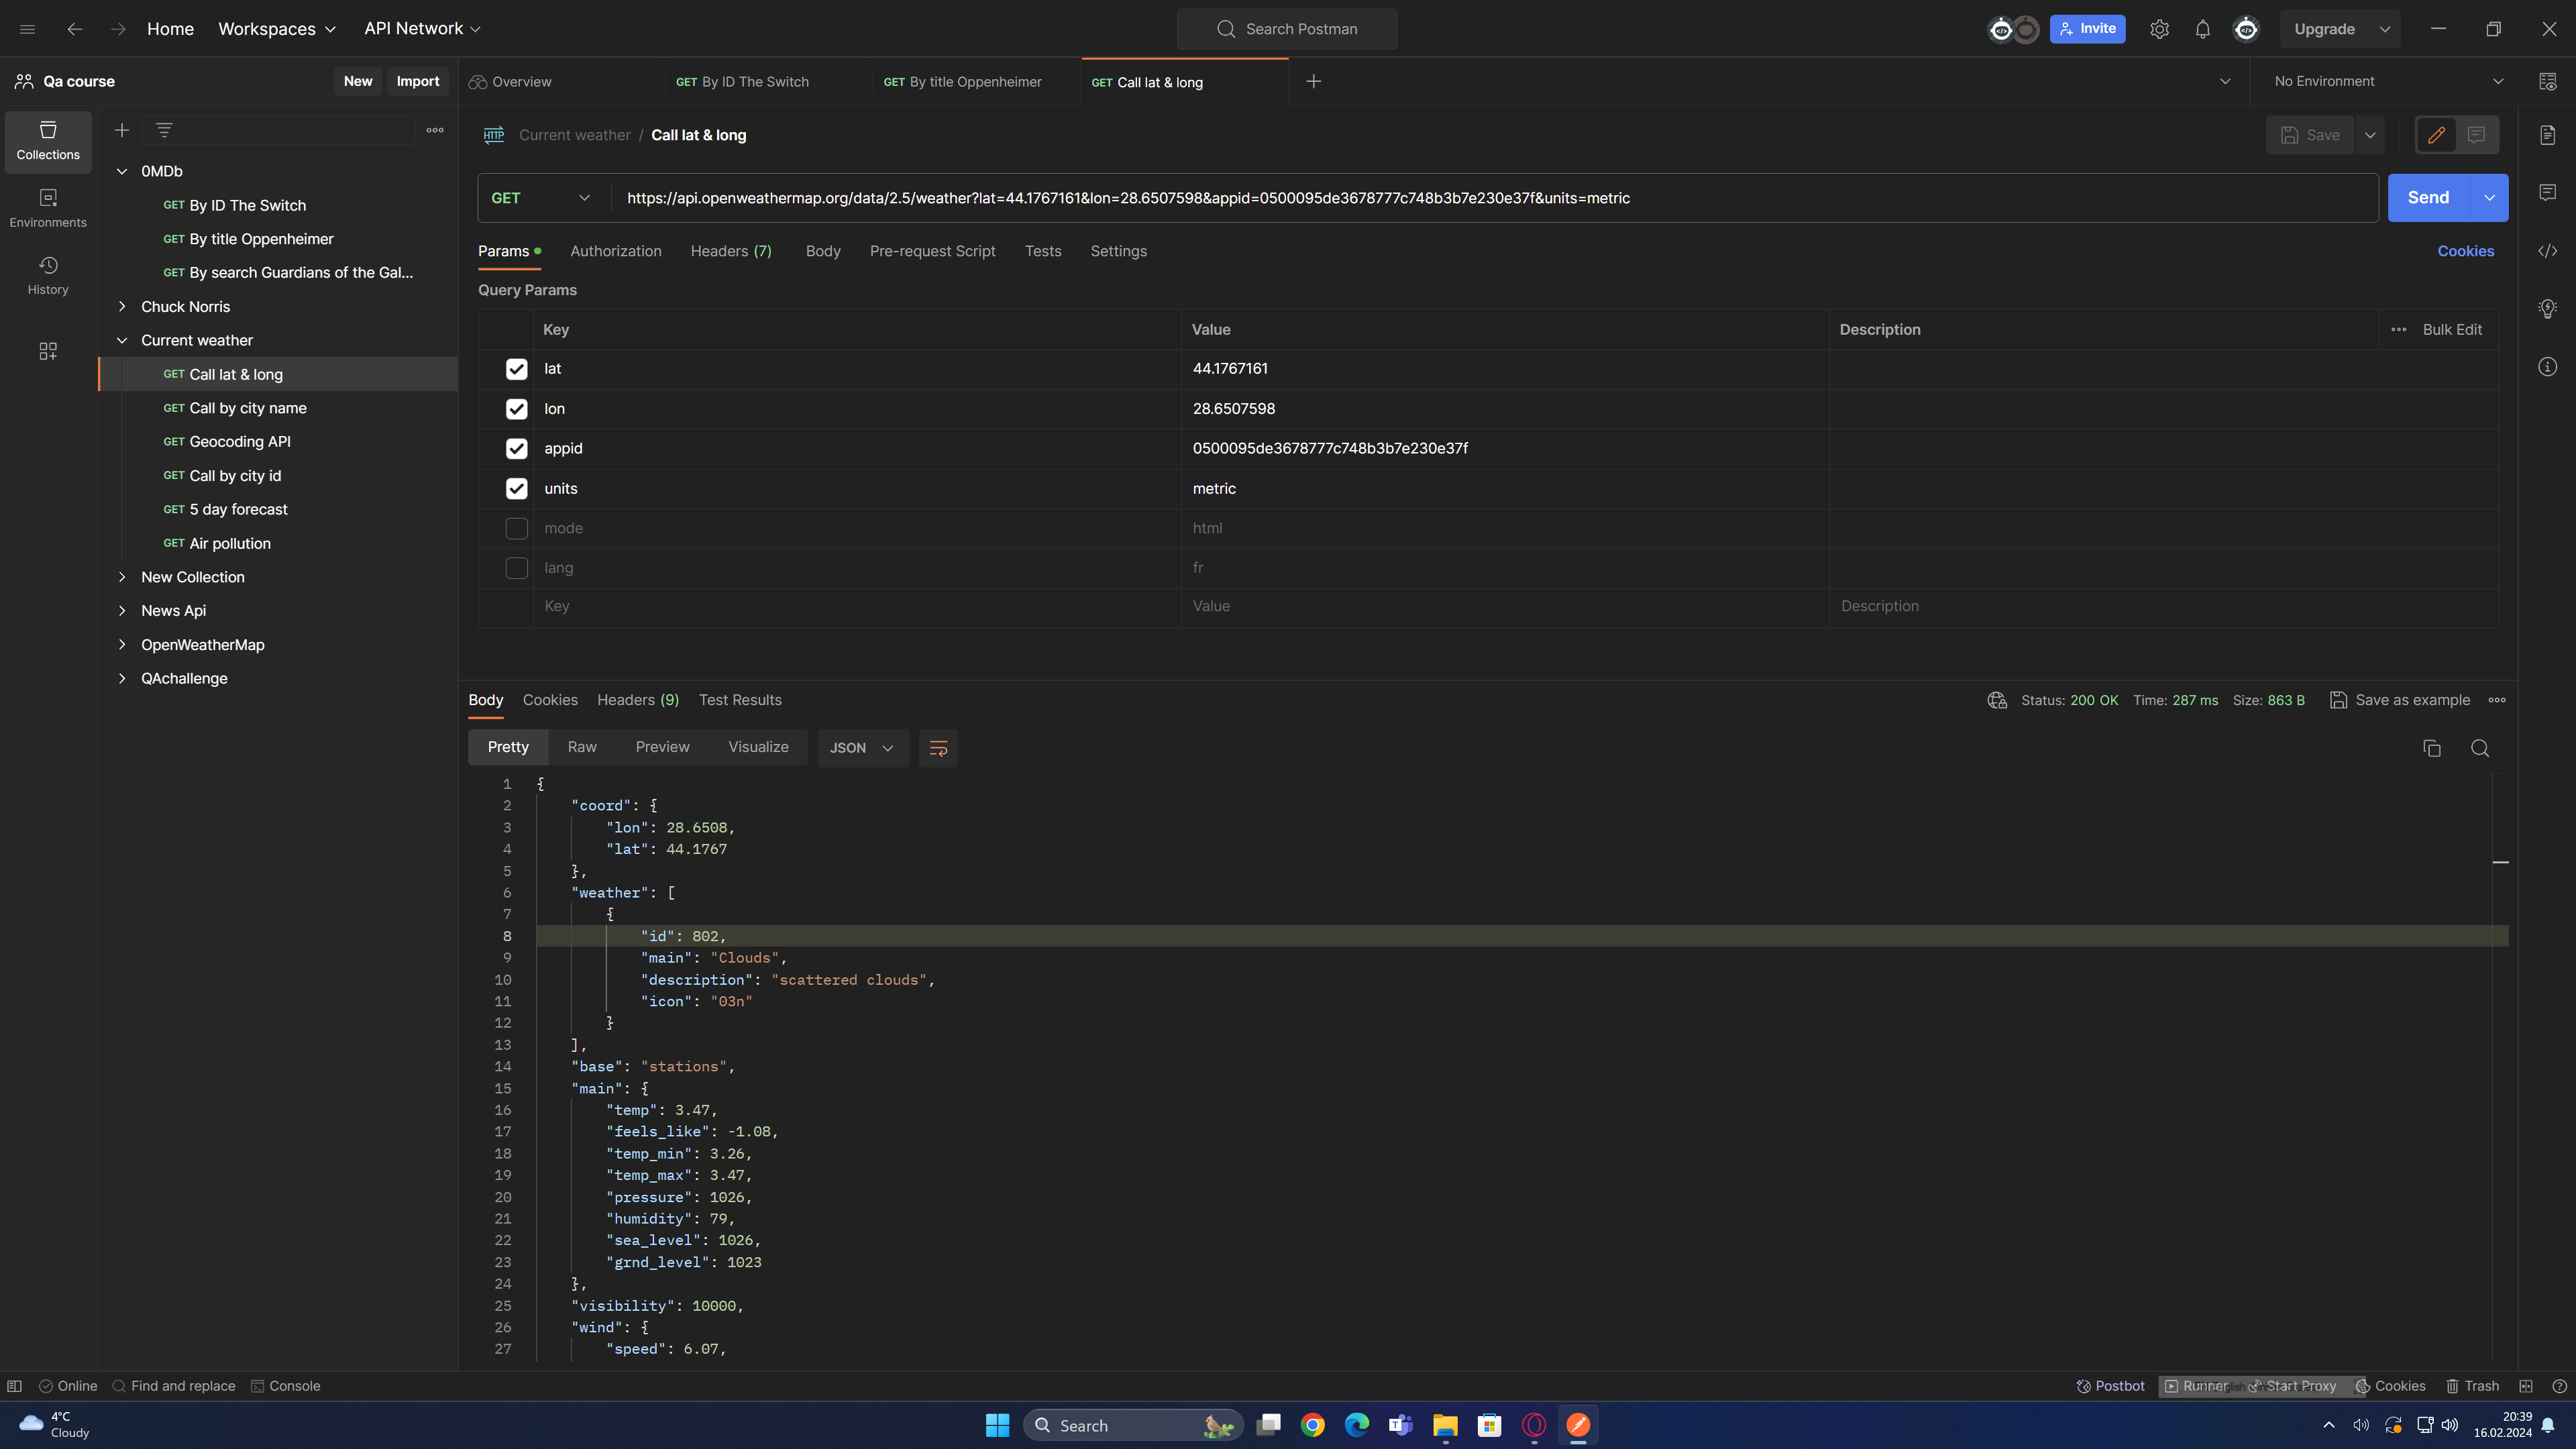 Home Workspaces API Network Search Postman Invite Upgrade
Qa course New Import Overview GET By ID The Switch GET By title Oppenheimer GET Call lat & long No Environment
Collections
Environments
History
0MDb
GET By ID The Switch
GET By title Oppenheimer
GET By search Guardians of the Gal...
Chuck Norris
Current weather
GET Call lat & long
GET Call by city name
GET Geocoding API
GET Call by city id
GET 5 day forecast
GET Air pollution
New Collection
News Api
OpenWeatherMap
QAchallenge
HTTP Current weather / Call lat & long Save
GET https://api.openweathermap.org/data/2.5/weather?lat=44.1767161&lon=28.6507598&appid=0500095de3678777c748b3b7e230e37f&units=metric Send
Params Authorization Headers (7) Body Pre-request Script Tests Settings Cookies
Query Params
Key Value Description Bulk Edit
lat 44.1767161
lon 28.6507598
appid 0500095de3678777c748b3b7e230e37f
units metric
mode html
lang fr
Key Value Description
Body Cookies Headers (9) Test Results Status: 200 OK Time: 287 ms Size: 863 B Save as example
Pretty Raw Preview Visualize JSON
1 {
2 "coord": {
3 "lon": 28.6508,
4 "lat": 44.1767
5 },
6 "weather": [
7 {
8 "id": 802,
9 "main": "Clouds",
10 "description": "scattered clouds",
11 "icon": "03n"
12 }
13 ],
14 "base": "stations",
15 "main": {
16 "temp": 3.47,
17 "feels_like": -1.08,
18 "temp_min": 3.26,
19 "temp_max": 3.47,
20 "pressure": 1026,
21 "humidity": 79,
22 "sea_level": 1026,
23 "grnd_level": 1023
24 },
25 "visibility": 10000,
26 "wind": {
27 "speed": 6.07,
Online Find and replace Console Postbot Runner Start Proxy Cookies Trash
4°C
Cloudy
Search
20:39
16.02.2024